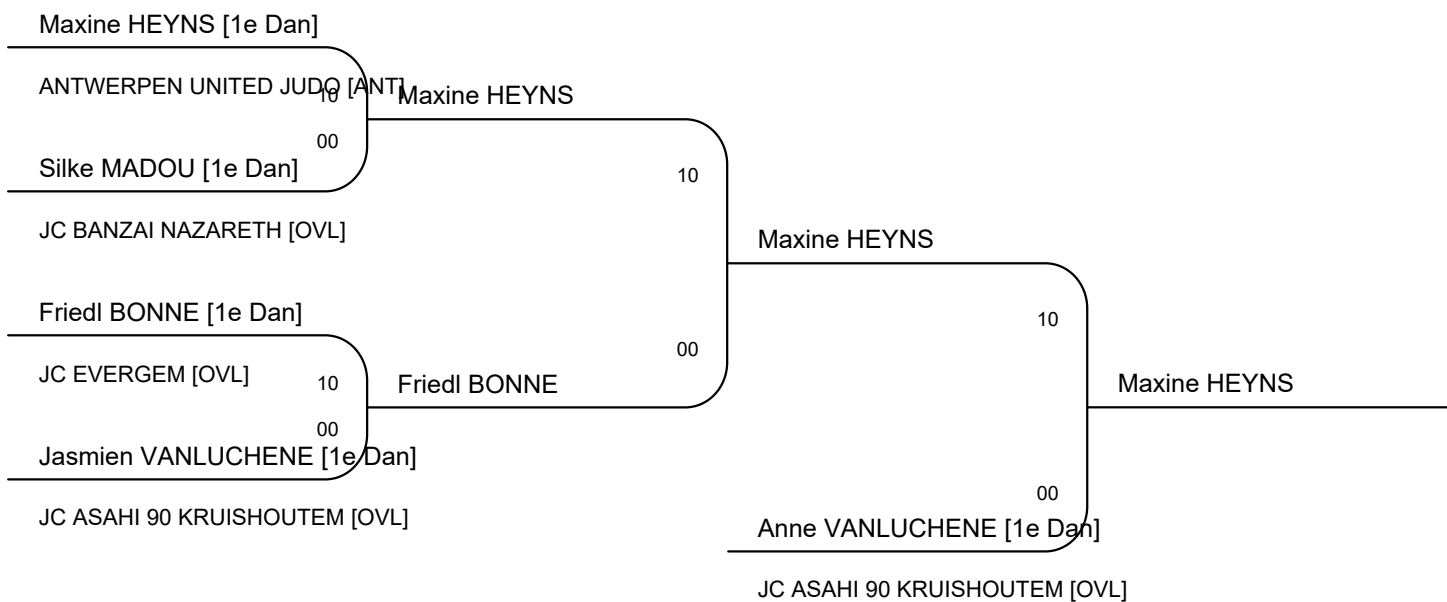 Maxine HEYNS [1e Dan]
ANTWERPEN UNITED JUDO [ANT]
10
Maxine HEYNS
00
Silke MADOU [1e Dan]
10
JC BANZAI NAZARETH [OVL]
Maxine HEYNS
Friedl BONNE [1e Dan]
10
00
JC EVERGEM [OVL]
10
Friedl BONNE
Maxine HEYNS
00
Jasmien VANLUCHENE [1e Dan]
00
JC ASAHI 90 KRUISHOUTEM [OVL]
Anne VANLUCHENE [1e Dan]
JC ASAHI 90 KRUISHOUTEM [OVL]